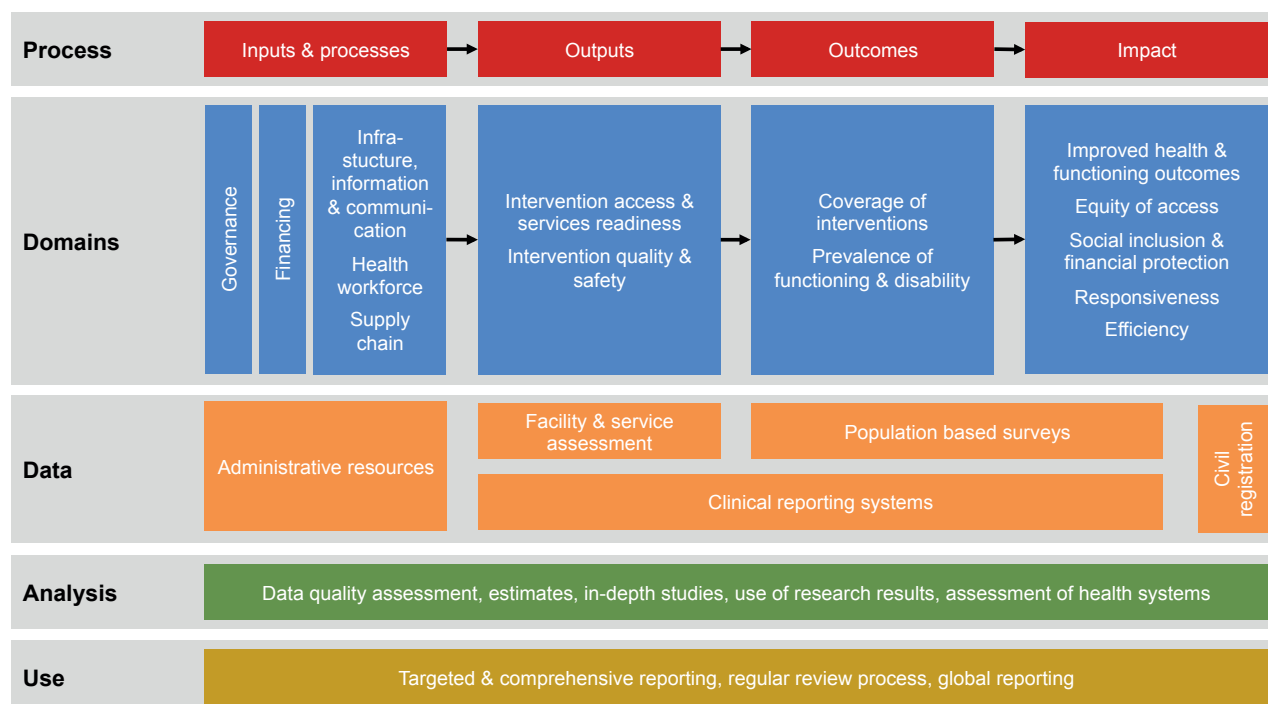 Process
Inputs & processes
Outputs
Outcomes
Impact
Domains
Governance
Financing
Infra-
stucture,
information
& communi-
cation
Health
workforce
Supply
chain
Intervention access &
services readiness
Intervention quality &
safety
Coverage of
interventions
Prevalence of
functioning & disability
Improved health &
functioning outcomes
Equity of access
Social inclusion &
financial protection
Responsiveness
Efficiency
Data
Administrative resources
Facility & service
assessment
Population based surveys
Clinical reporting systems
Civil
registration
Analysis
Data quality assessment, estimates, in-depth studies, use of research results, assessment of health systems
Use
Targeted & comprehensive reporting, regular review process, global reporting